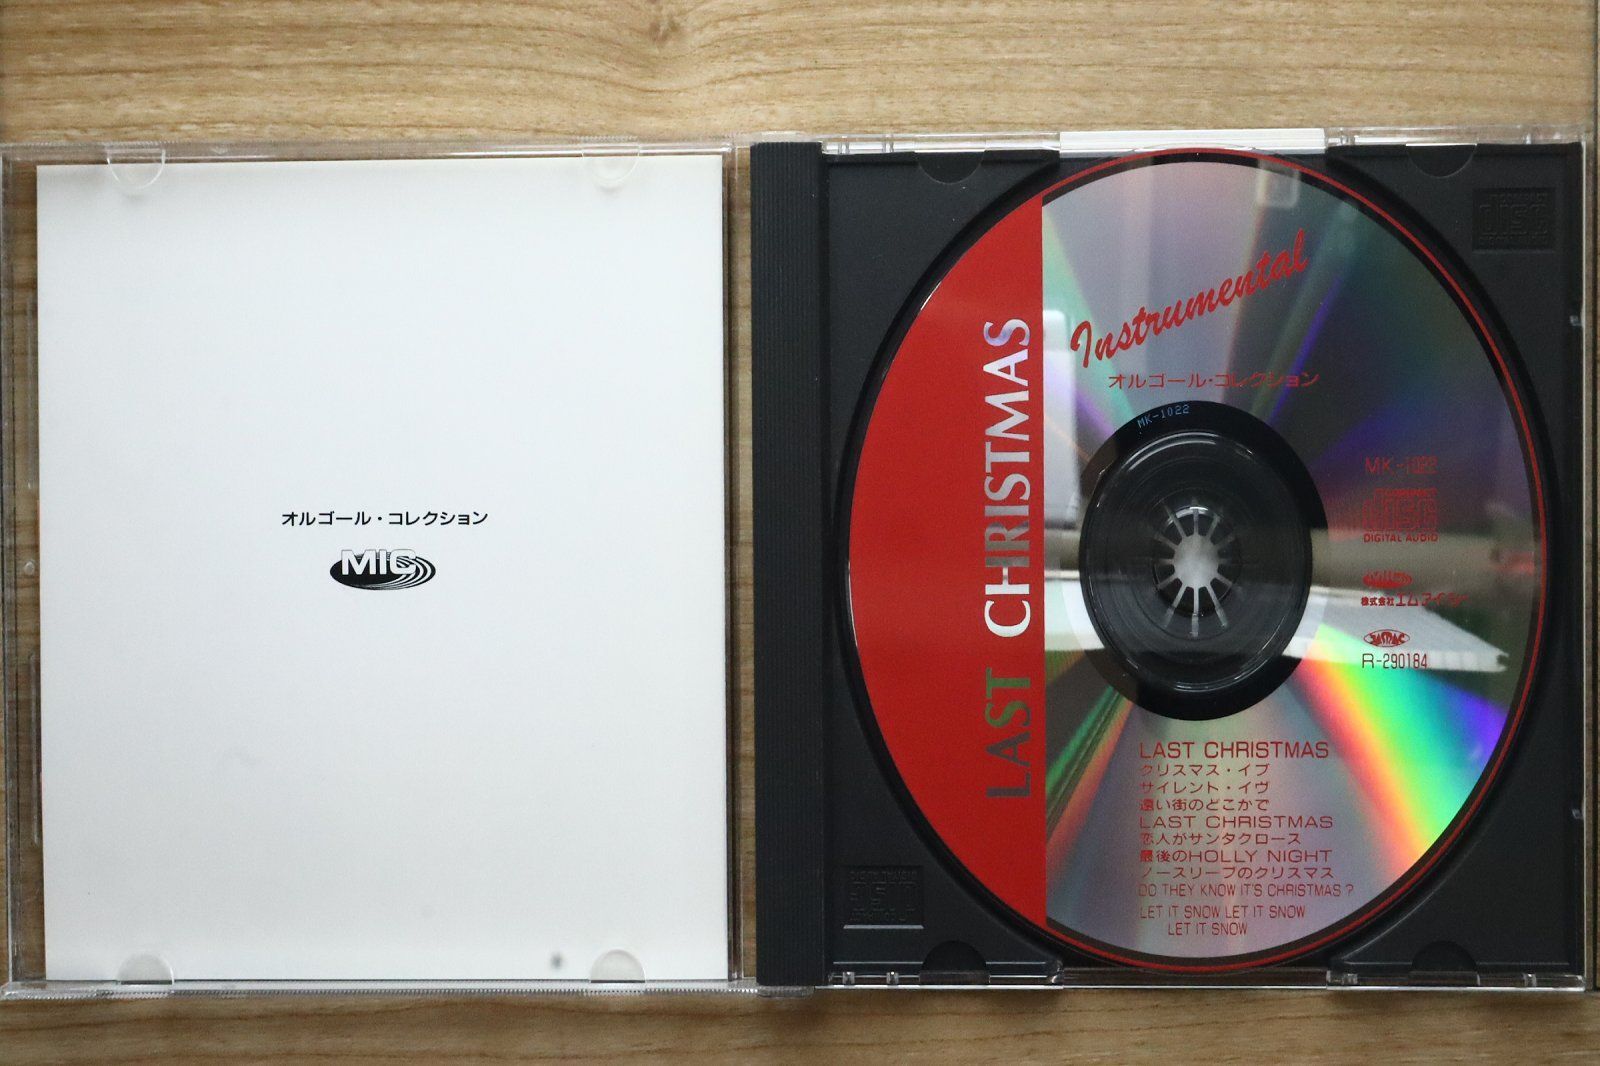 オルゴール・コレクション
MIC
LAST CHRISTMAS
Instrumental
オルゴール・コレクション
MK-1022
MK-1022
COMPACT
disc
DIGITAL AUDIO
MIC
株式会社エムアイシー
R-290184
LAST CHRISTMAS
クリスマス・イブ
サイレント・イヴ
遠い街のどこかで
LAST CHRISTMAS
恋人がサンタクロース
最後のHOLLY NIGHT
ノースリーブのクリスマス
DO THEY KNOW IT'S CHRISTMAS?
LET IT SNOW LET IT SNOW
LET IT SNOW